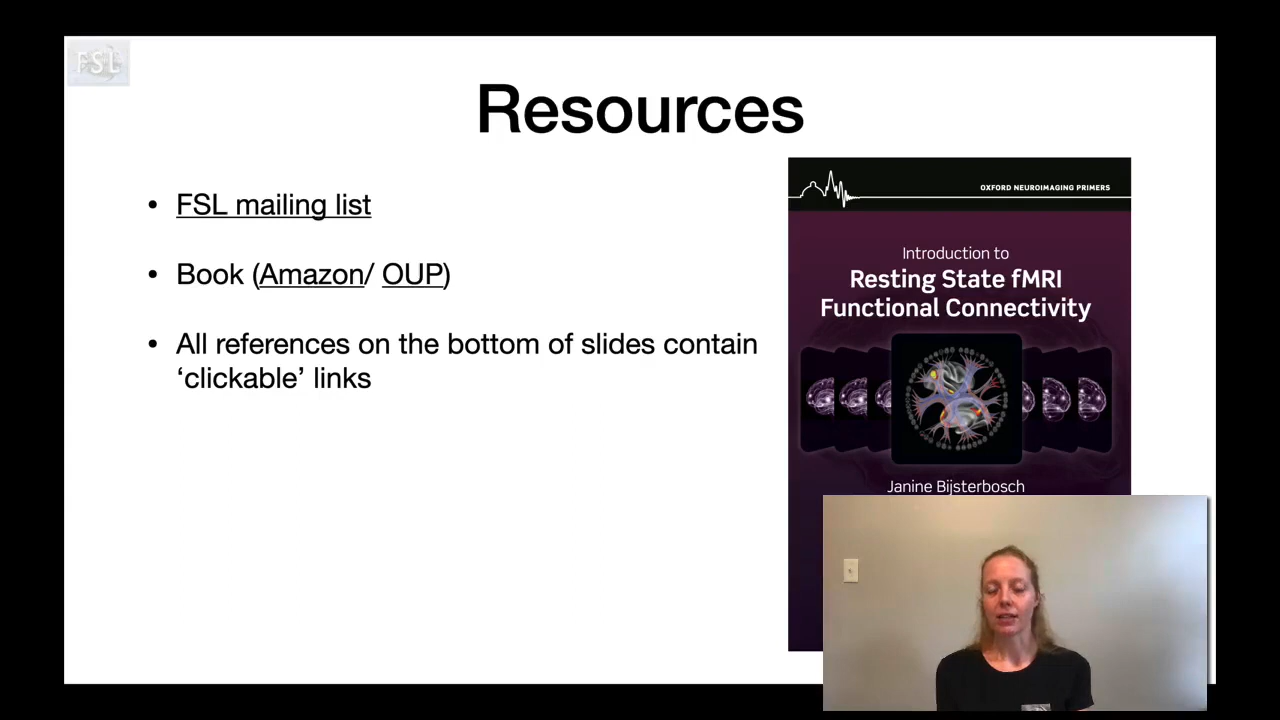 FSL
Resources
• FSL mailing list
• Book (Amazon/ OUP)
• All references on the bottom of slides contain
‘clickable’ links
OXFORD NEUROIMAGING PRIMERS
Introduction to
Resting State fMRI
Functional Connectivity
Janine Bijsterbosch